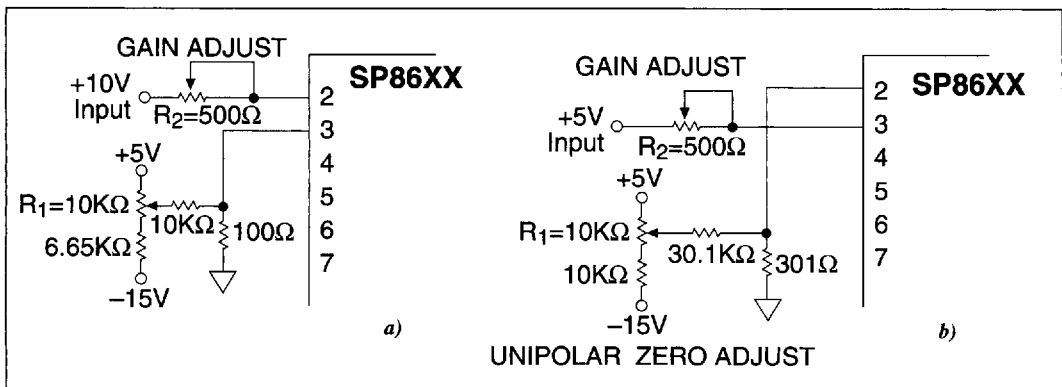 GAIN ADJUST
SP86XX
+10V
Input
R2=500Ω
2
3
4
5
6
7
+5V
R1=10KΩ
10KΩ
100Ω
6.65KΩ
–15V
a)
GAIN ADJUST
SP86XX
+5V
Input
R2=500Ω
2
3
4
5
6
7
+5V
R1=10KΩ
30.1KΩ
301Ω
10KΩ
–15V
b)
UNIPOLAR ZERO ADJUST